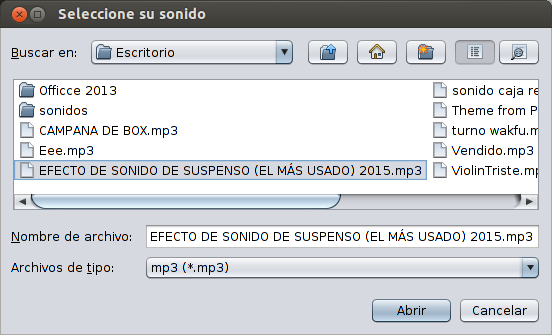 Seleccione su sonido
Buscar en: Escritorio
Officce 2013
sonidos
CAMPANA DE BOX.mp3
Eee.mp3
EFECTO DE SONIDO DE SUSPENSO (EL MÁS USADO) 2015.mp3
sonido caja re
Theme from P
turno wakfu.m
Vendido.mp3
ViolinTriste.mp
Nombre de archivo: EFECTO DE SONIDO DE SUSPENSO (EL MÁS USADO) 2015.mp3
Archivos de tipo: mp3 (*.mp3)
Abrir Cancelar